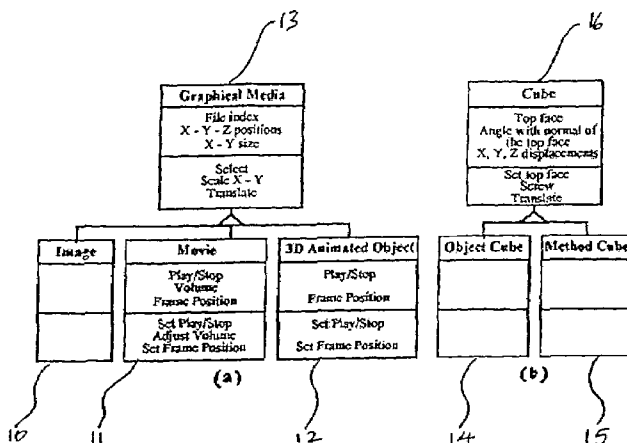 13
Graphical Media
File index
X - Y - Z positions
X - Y size
Select
Scale X - Y
Translate
Image
Movie
Play/Stop
Volume
Frame Position
Set Play/Stop
Adjust Volume
Set Frame Position
3D Animated Object
Play/Stop
Frame Position
Set Play/Stop
Set Frame Position
(a)
10
11
12
16
Cube
Top face
Angle with normal of
the top face
X, Y, Z displacements
Set top face
Screw
Translate
Object Cube
Method Cube
(b)
14
15